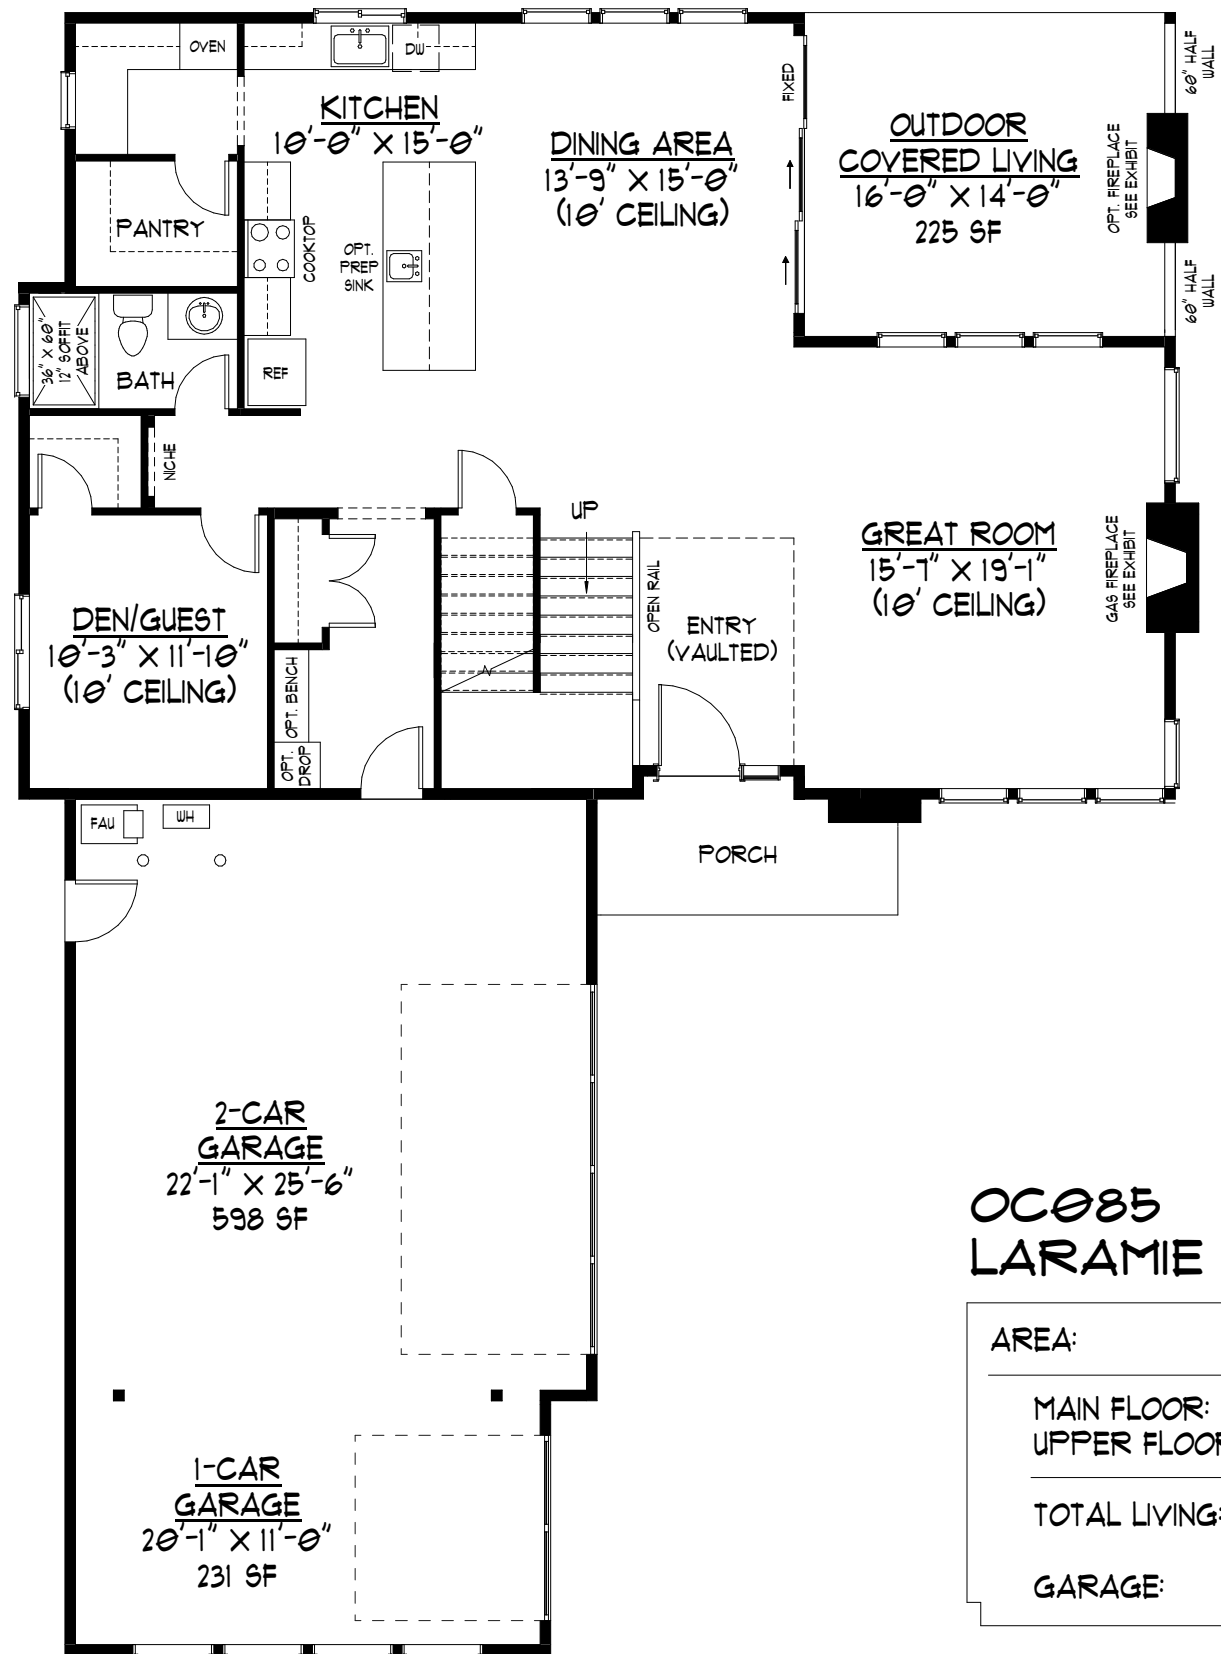 OVEN
DW
KITCHEN
10'-0" X 15'-0"
FIXED
60" HALF
WALL
DINING AREA
13'-9" X 15'-0"
(10' CEILING)
OUTDOOR
COVERED LIVING
16'-0" X 14'-0"
225 SF
OPT. FIREPLACE
SEE EXHIBIT
PANTRY
COOKTOP
OPT.
PREP
SINK
60" HALF
WALL
36" X 60"
12" SOFFIT
ABOVE
BATH
REF
NICHE
UP
GREAT ROOM
15'-7" X 19'-1"
(10' CEILING)
GAS FIREPLACE
SEE EXHIBIT
OPEN RAIL
ENTRY
(VAULTED)
DEN/GUEST
10'-3" X 11'-10"
(10' CEILING)
OPT. BENCH
OPT.
DROP
FAU
WH
PORCH
2-CAR
GARAGE
22'-1" X 25'-6"
598 SF
1-CAR
GARAGE
20'-1" X 11'-0"
231 SF
OC085
LARAMIE
AREA:
MAIN FLOOR:
UPPER FLOOR
TOTAL LIVING:
GARAGE: